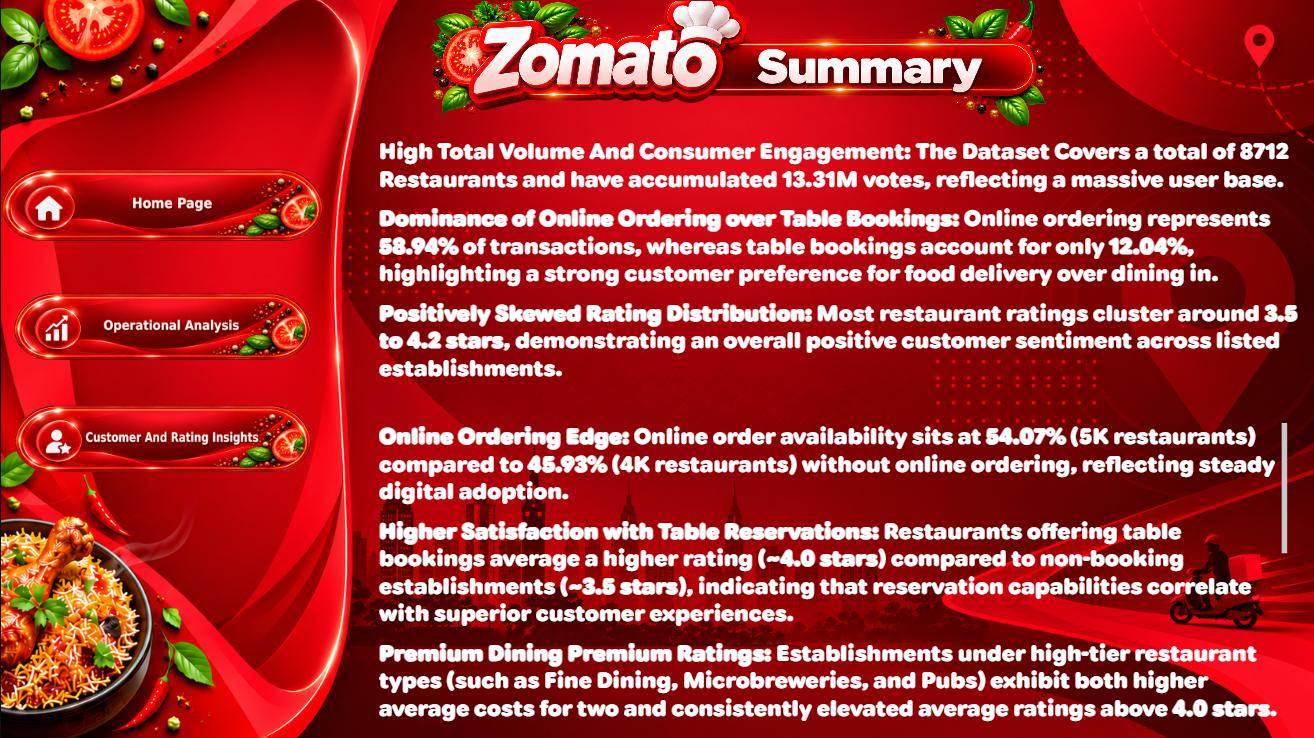 Zomato Summary
Home Page
Operational Analysis
Customer And Rating Insights
High Total Volume And Consumer Engagement: The Dataset Covers a total of 8712
Restaurants and have accumulated 13.31M votes, reflecting a massive user base.
Dominance of Online Ordering over Table Bookings: Online ordering represents
58.94% of transactions, whereas table bookings account for only 12.04%,
highlighting a strong customer preference for food delivery over dining in.
Positively Skewed Rating Distribution: Most restaurant ratings cluster around 3.5
to 4.2 stars, demonstrating an overall positive customer sentiment across listed
establishments.
Online Ordering Edge: Online order availability sits at 54.07% (5K restaurants)
compared to 45.93% (4K restaurants) without online ordering, reflecting steady
digital adoption.
Higher Satisfaction with Table Reservations: Restaurants offering table
bookings average a higher rating (~4.0 stars) compared to non-booking
establishments (~3.5 stars), indicating that reservation capabilities correlate
with superior customer experiences.
Premium Dining Premium Ratings: Establishments under high-tier restaurant
types (such as Fine Dining, Microbreweries, and Pubs) exhibit both higher
average costs for two and consistently elevated average ratings above 4.0 stars.